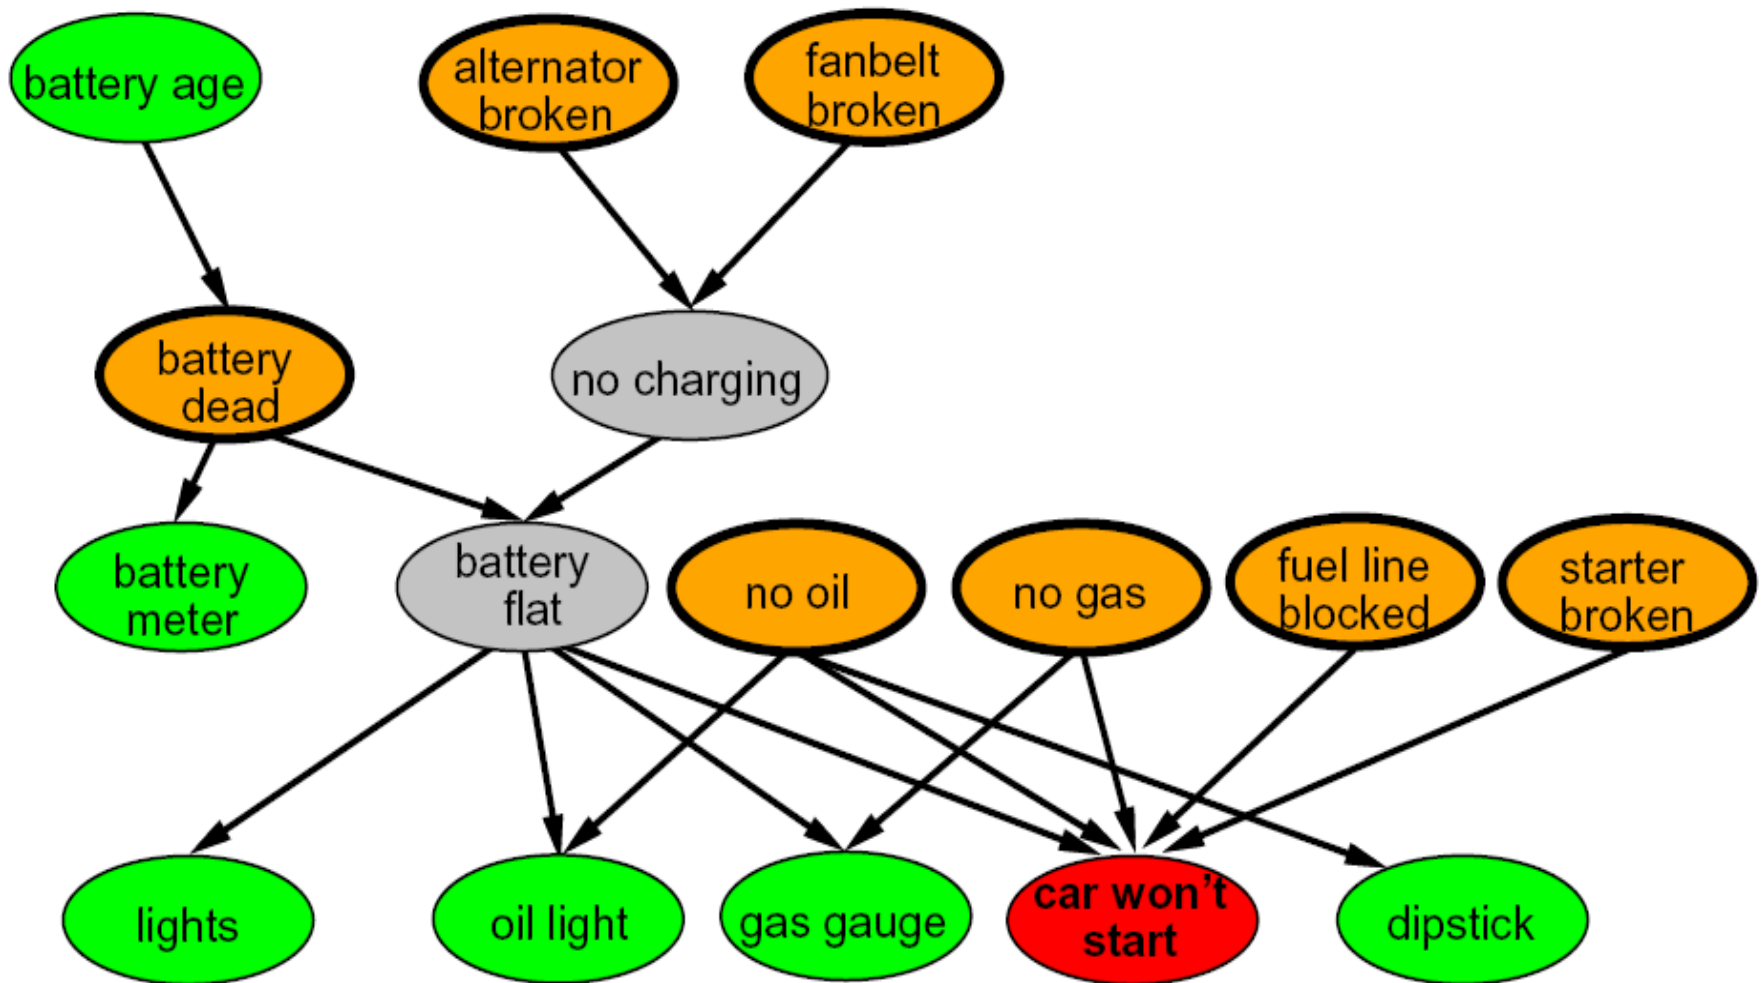 battery age
alternator
broken
fanbelt
broken
battery
dead
no charging
battery
meter
battery
flat
no oil
no gas
fuel line
blocked
starter
broken
lights
oil light
gas gauge
car won't
start
dipstick